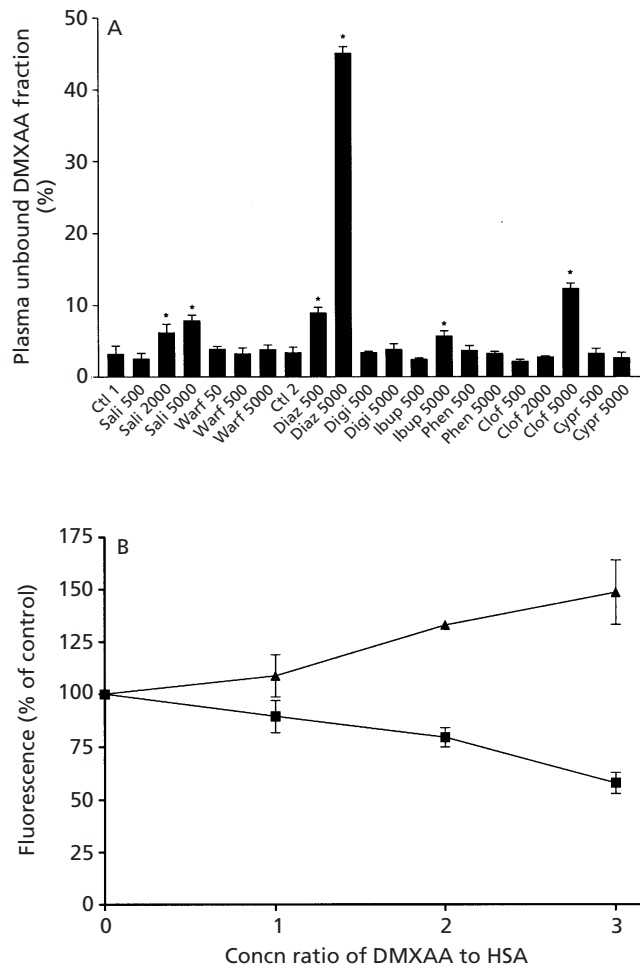 A
50
40
30
20
10
0
Plasma unbound DMXAA fraction
(%)
*
*
*
*
*
*
Ctl 1
Sali 500
Sali 2000
Sali 5000
Warf 50
Warf 500
Warf 5000
Ctl 2
Diaz 500
Diaz 5000
Digi 500
Digi 5000
Ibup 500
Ibup 5000
Phen 500
Phen 5000
Clof 500
Clof 2000
Clof 5000
Cypr 500
Cypr 5000
B
175
150
125
100
75
50
25
0
Fluorescence (% of control)
0 1 2 3
Concn ratio of DMXAA to HSA